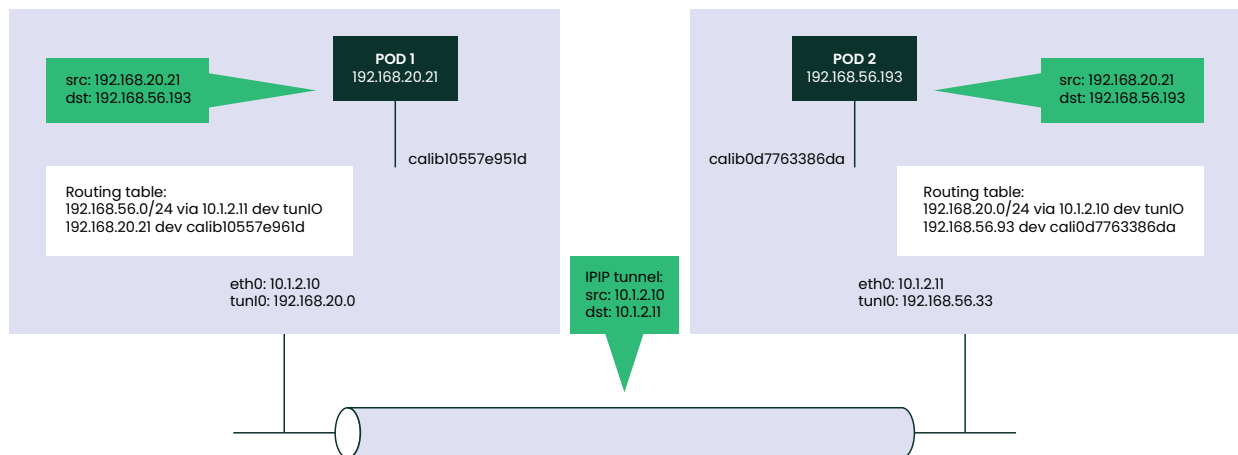 POD 1
192.168.20.21
src: 192.168.20.21
dst: 192.168.56.193
calib10557e951d
Routing table:
192.168.56.0/24 via 10.1.2.11 dev tunIO
192.168.20.21 dev calib10557e961d
eth0: 10.1.2.10
tunl0: 192.168.20.0
IPIP tunnel:
src: 10.1.2.10
dst: 10.1.2.11
POD 2
192.168.56.193
src: 192.168.20.21
dst: 192.168.56.193
calib0d7763386da
Routing table:
192.168.20.0/24 via 10.1.2.10 dev tunIO
192.168.56.93 dev cali0d7763386da
eth0: 10.1.2.11
tunl0: 192.168.56.33